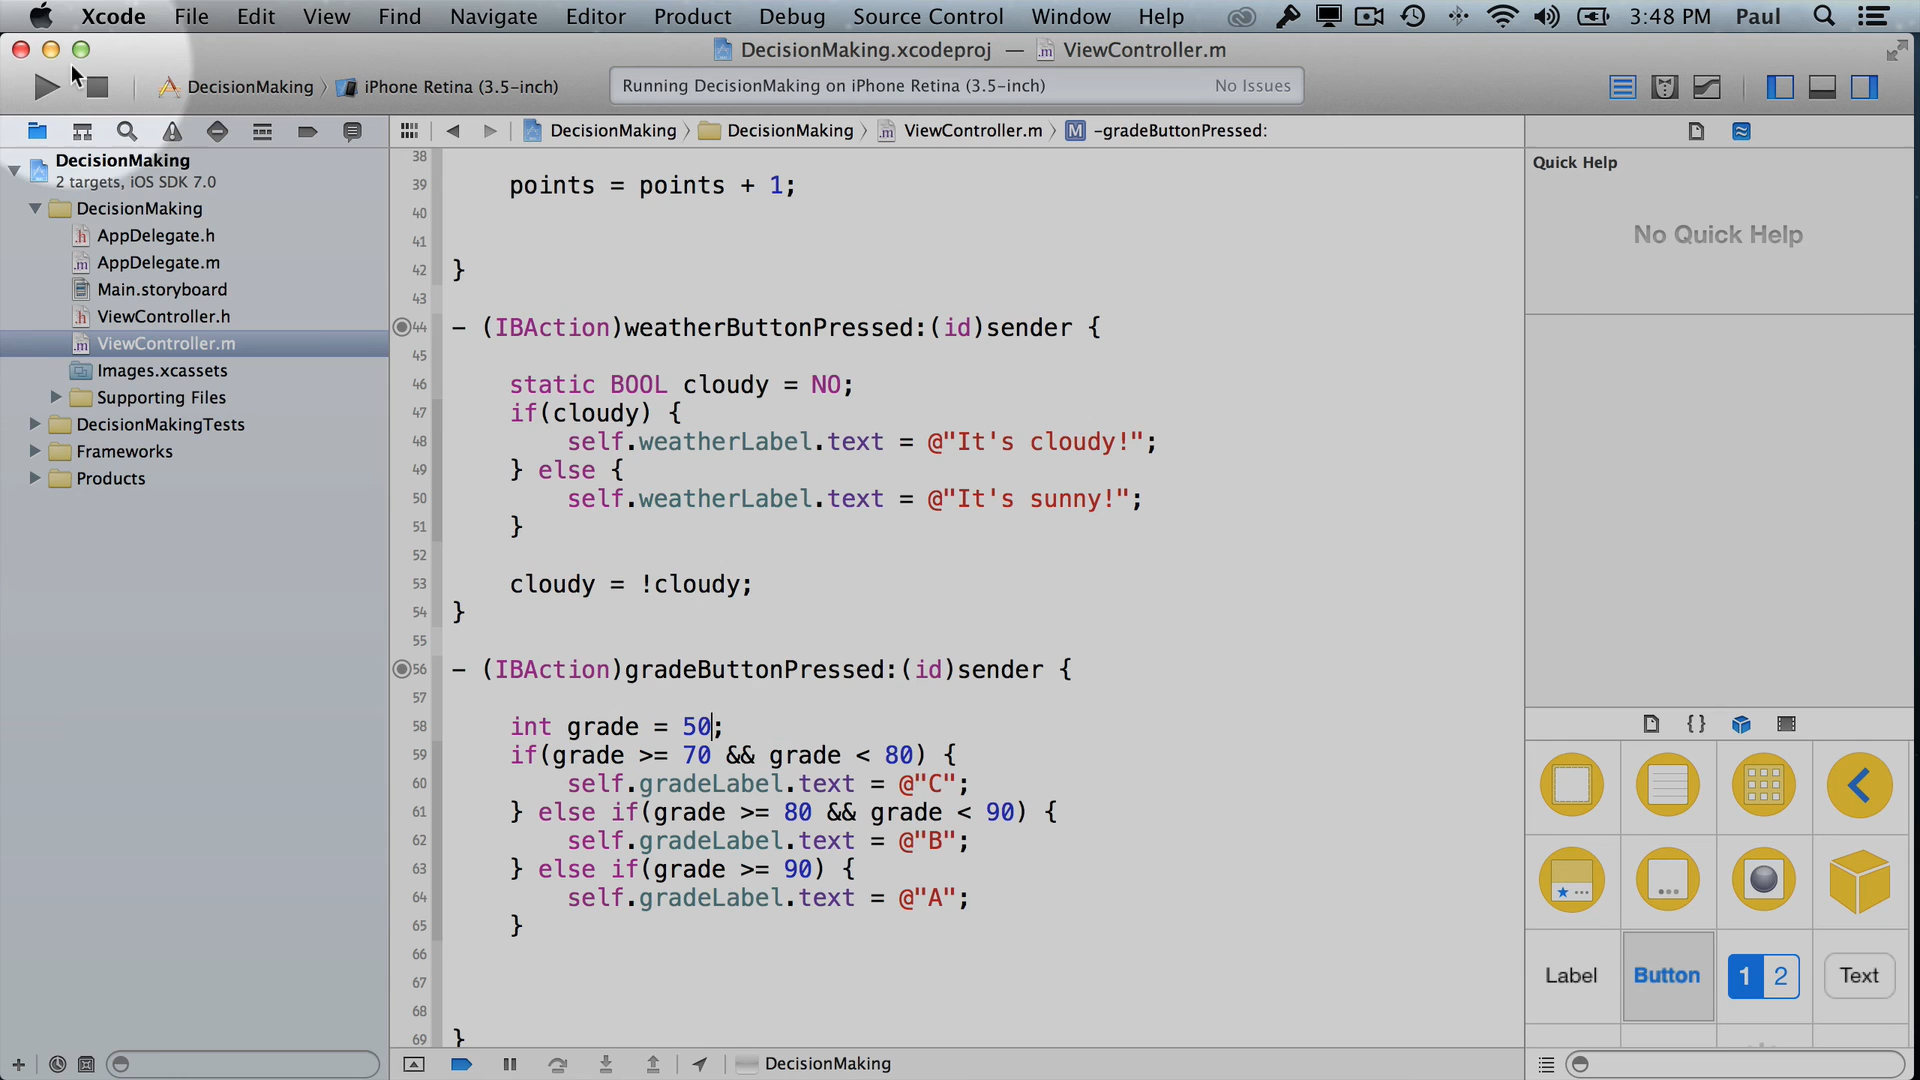 Xcode File Edit View Find Navigate Editor Product Debug Source Control Window Help 3:48 PM Paul
DecisionMaking.xcodeproj — ViewController.m
DecisionMaking iPhone Retina (3.5-inch) Running DecisionMaking on iPhone Retina (3.5-inch) No Issues
DecisionMaking DecisionMaking ViewController.m M -gradeButtonPressed:
DecisionMaking
2 targets, iOS SDK 7.0
DecisionMaking
AppDelegate.h
AppDelegate.m
Main.storyboard
ViewController.h
ViewController.m
Images.xcassets
Supporting Files
DecisionMakingTests
Frameworks
Products
38
39 points = points + 1;
40
41
42 }
43
44 - (IBAction)weatherButtonPressed:(id)sender {
45
46 static BOOL cloudy = NO;
47 if(cloudy) {
48 self.weatherLabel.text = @"It's cloudy!";
49 } else {
50 self.weatherLabel.text = @"It's sunny!";
51 }
52
53 cloudy = !cloudy;
54 }
55
56 - (IBAction)gradeButtonPressed:(id)sender {
57
58 int grade = 50;
59 if(grade >= 70 && grade < 80) {
60 self.gradeLabel.text = @"C";
61 } else if(grade >= 80 && grade < 90) {
62 self.gradeLabel.text = @"B";
63 } else if(grade >= 90) {
64 self.gradeLabel.text = @"A";
65 }
66
67
68
69 }
DecisionMaking
Quick Help
No Quick Help
{ }
Label Button 1 2 Text